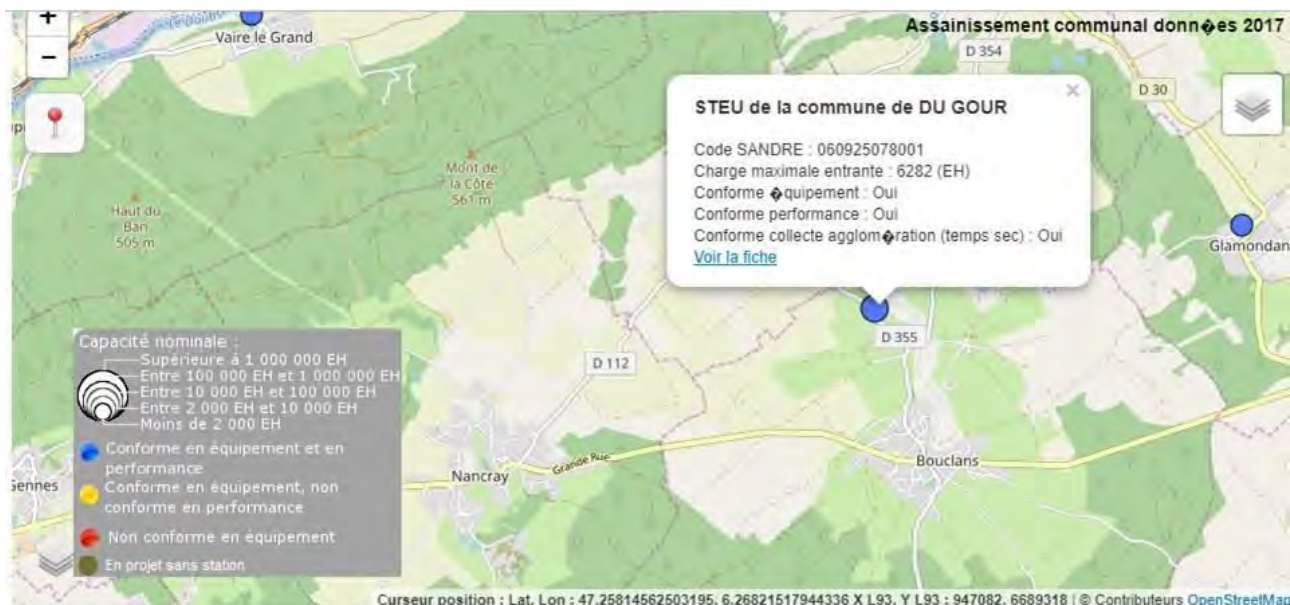 +
Vaire le Grand
Assainissement communal donn�es 2017
−
D 354
D 30
STEU de la commune de DU GOUR
×
Code SANDRE : 060925078001
Charge maximale entrante : 6282 (EH)
Conforme �quipement : Oui
Conforme performance : Oui
Conforme collecte agglom�ration (temps sec) : Oui
Voir la fiche
Mont de
la Côte
561 m
Haut du
Ban
505 m
Glamondan
D 355
D 112
Capacité nominale :
Supérieure à 1 000 000 EH
Entre 100 000 EH et 1 000 000 EH
Entre 10 000 EH et 100 000 EH
Entre 2 000 EH et 10 000 EH
Moins de 2 000 EH
Conforme en équipement et en
performance
Conforme en équipement, non
conforme en performance
Non conforme en équipement
En projet sans station
Gennes
Nancray
Grande Rue
Bouclans
Curseur position : Lat, Lon : 47.25814562503195, 6.26821517944336 X L93, Y L93 : 947082, 6689318 | © Contributeurs OpenStreetMap